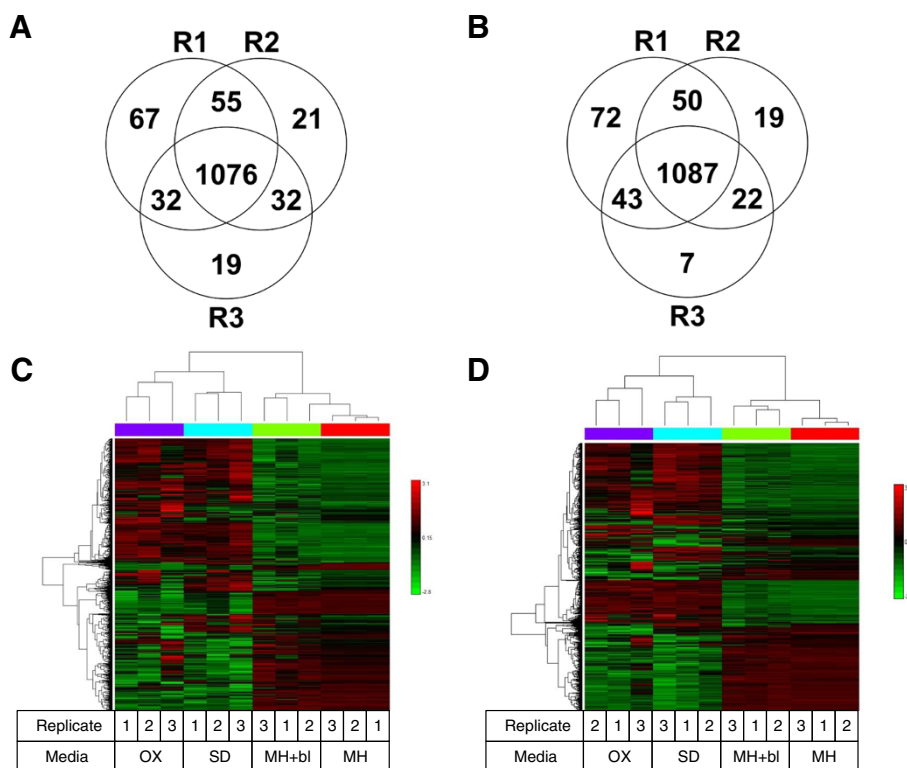 A
R1 R2
67 55 21
1076
32 32
19
R3
B
R1 R2
72 50 19
1087
43 22
7
R3
C
3.1
0.15
-2.8
Replicate 1 2 3 1 2 3 3 1 2 3 2 1
Media OX SD MH+bl MH
D
Replicate 2 1 3 3 1 2 3 1 2 3 1 2
Media OX SD MH+bl MH